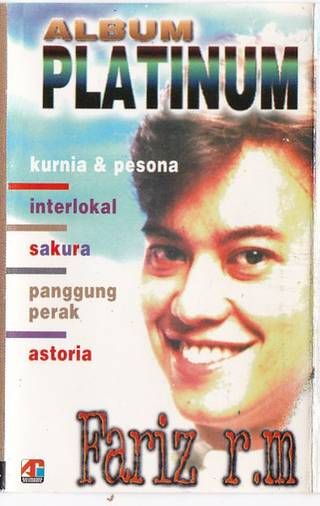 ALBUM
PLATINUM
kurnia & pesona
interlokal
sakura
panggung
perak
astoria
Fariz r.m